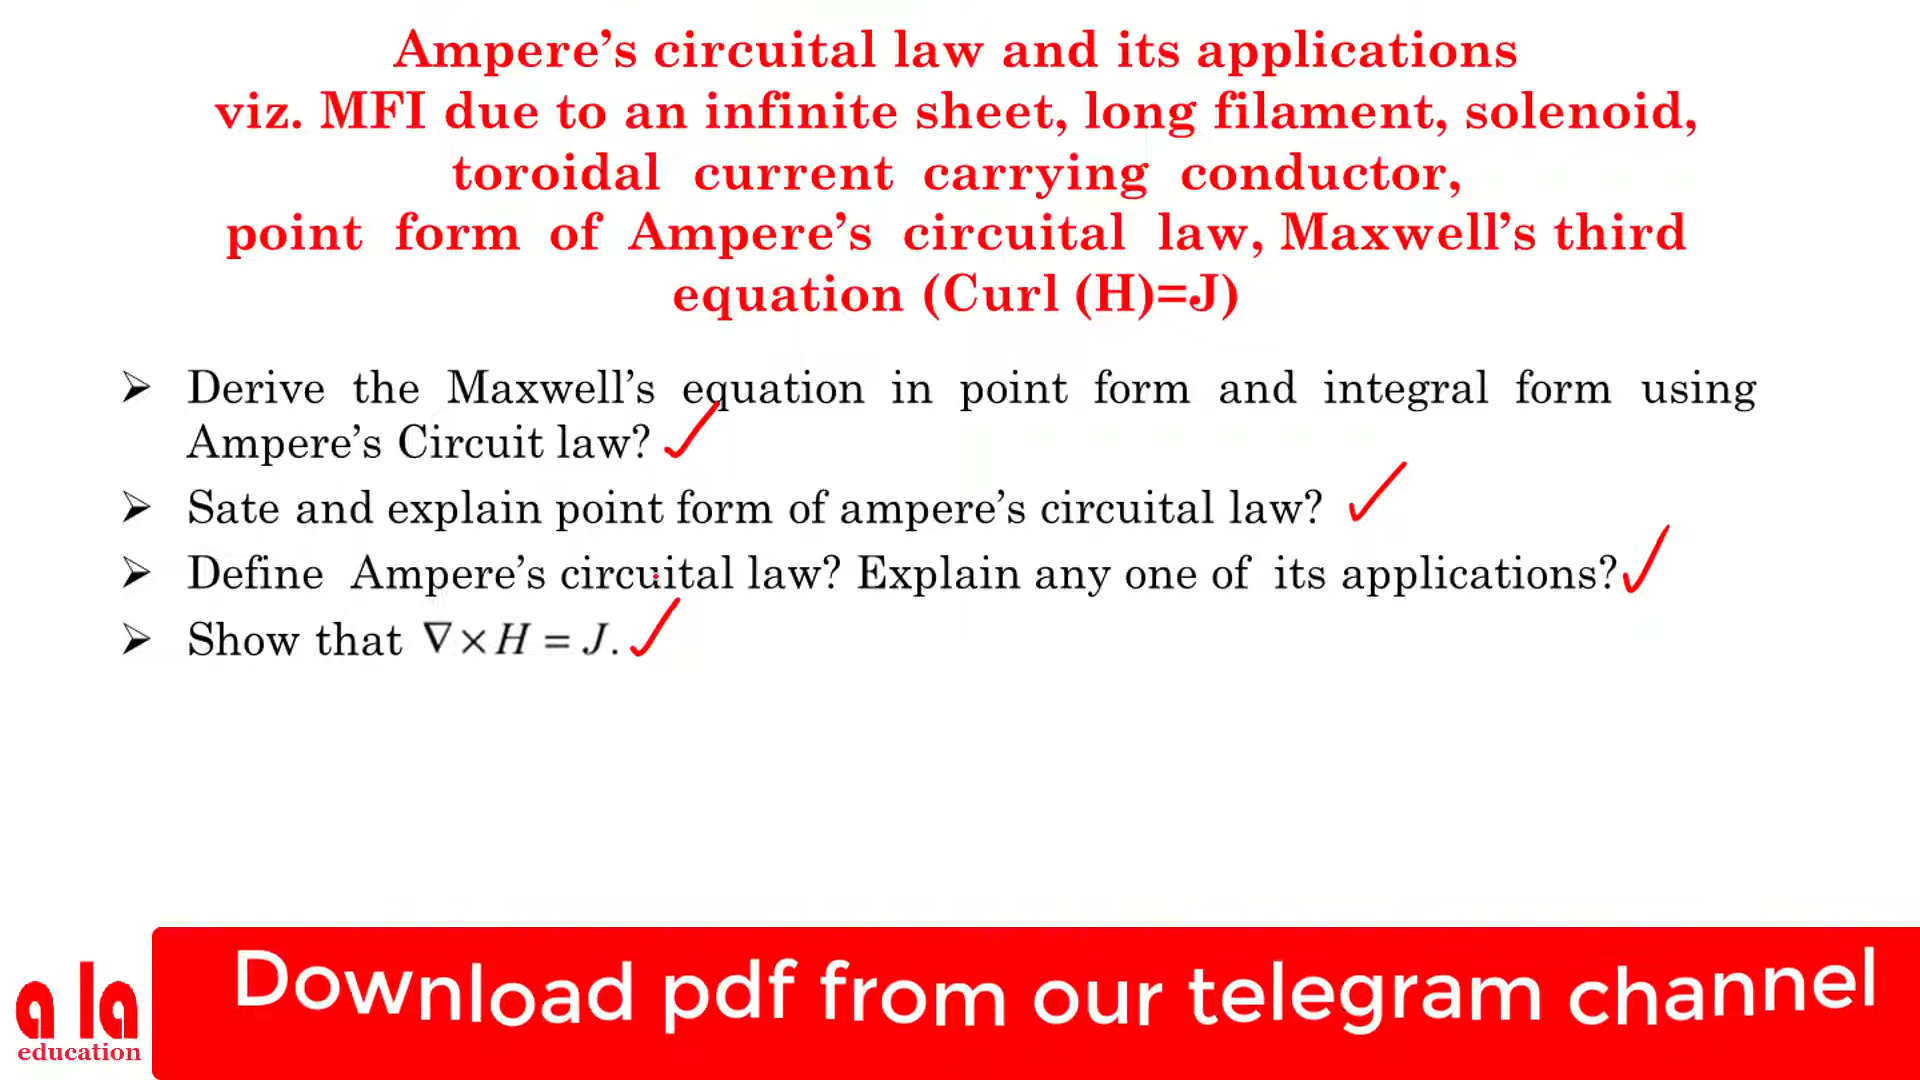 Ampere’s circuital law and its applications
viz. MFI due to an infinite sheet, long filament, solenoid,
toroidal current carrying conductor,
point form of Ampere’s circuital law, Maxwell’s third
equation (Curl (H)=J)
➢ Derive the Maxwell’s equation in point form and integral form using
Ampere’s Circuit law?
➢ Sate and explain point form of ampere’s circuital law?
➢ Define Ampere’s circuital law? Explain any one of its applications?
➢ Show that ∇×H = J.
a la
education
Download pdf from our telegram channel